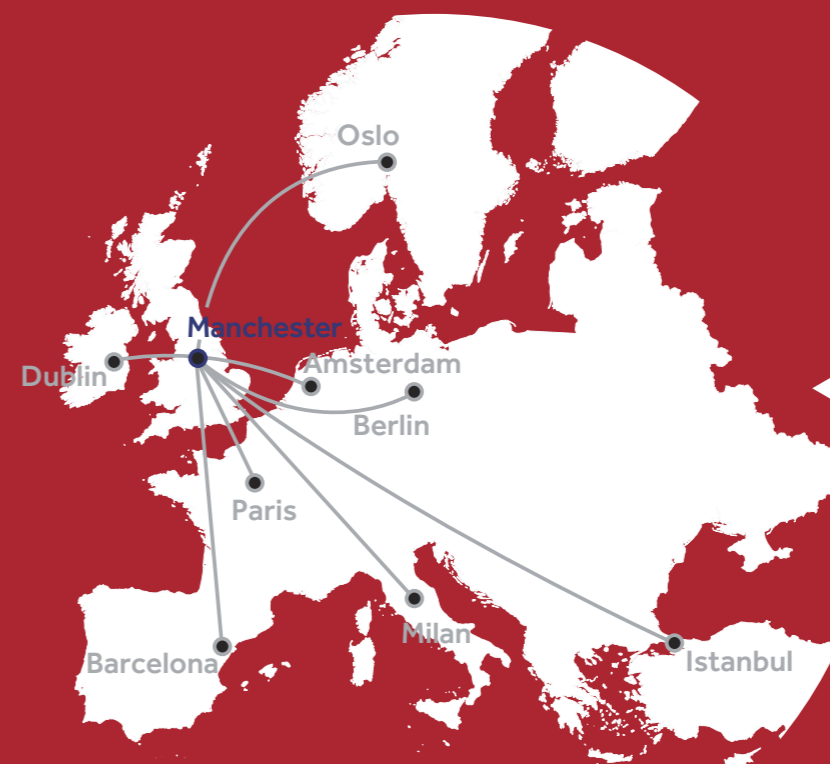 Oslo
Manchester
Amsterdam
Dublin
Berlin
Paris
Milan
Barcelona
Istanbul